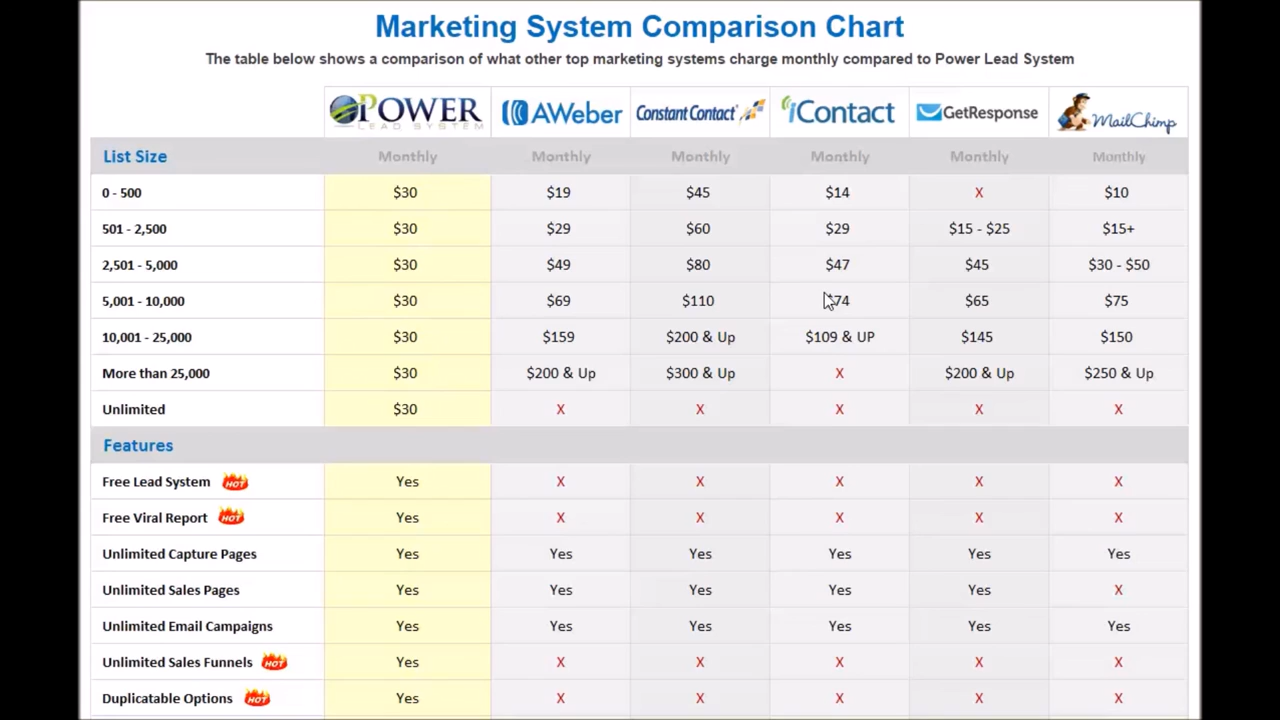 Marketing System Comparison Chart
The table below shows a comparison of what other top marketing systems charge monthly compared to Power Lead System
POWER LEAD SYSTEM AWeber Constant Contact iContact GetResponse MailChimp
List Size Monthly Monthly Monthly Monthly Monthly Monthly
0 - 500 $30 $19 $45 $14 X $10
501 - 2,500 $30 $29 $60 $29 $15 - $25 $15+
2,501 - 5,000 $30 $49 $80 $47 $45 $30 - $50
5,001 - 10,000 $30 $69 $110 $74 $65 $75
10,001 - 25,000 $30 $159 $200 & Up $109 & UP $145 $150
More than 25,000 $30 $200 & Up $300 & Up X $200 & Up $250 & Up
Unlimited $30 X X X X X
Features
Free Lead System HOT Yes X X X X X
Free Viral Report HOT Yes X X X X X
Unlimited Capture Pages Yes Yes Yes Yes Yes Yes
Unlimited Sales Pages Yes Yes Yes Yes Yes X
Unlimited Email Campaigns Yes Yes Yes Yes Yes Yes
Unlimited Sales Funnels HOT Yes X X X X X
Duplicatable Options HOT Yes X X X X X